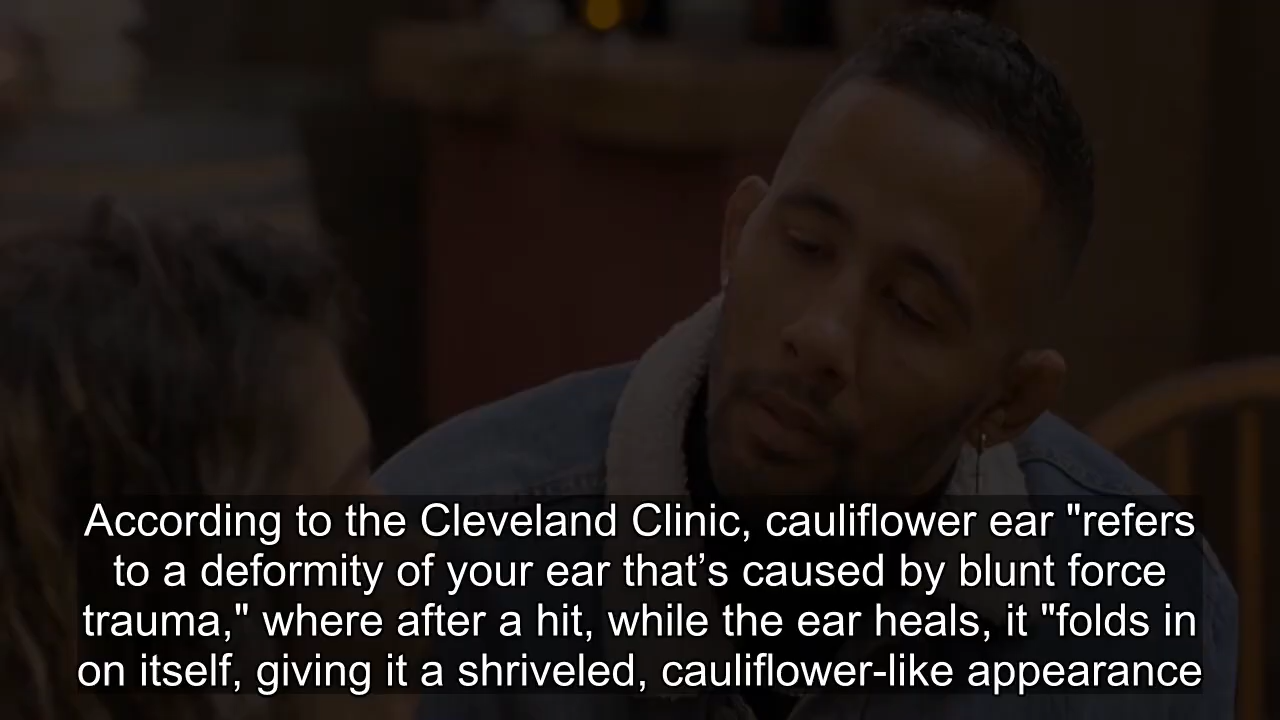 According to the Cleveland Clinic, cauliflower ear "refers
to a deformity of your ear that’s caused by blunt force
trauma," where after a hit, while the ear heals, it "folds in
on itself, giving it a shriveled, cauliflower-like appearance